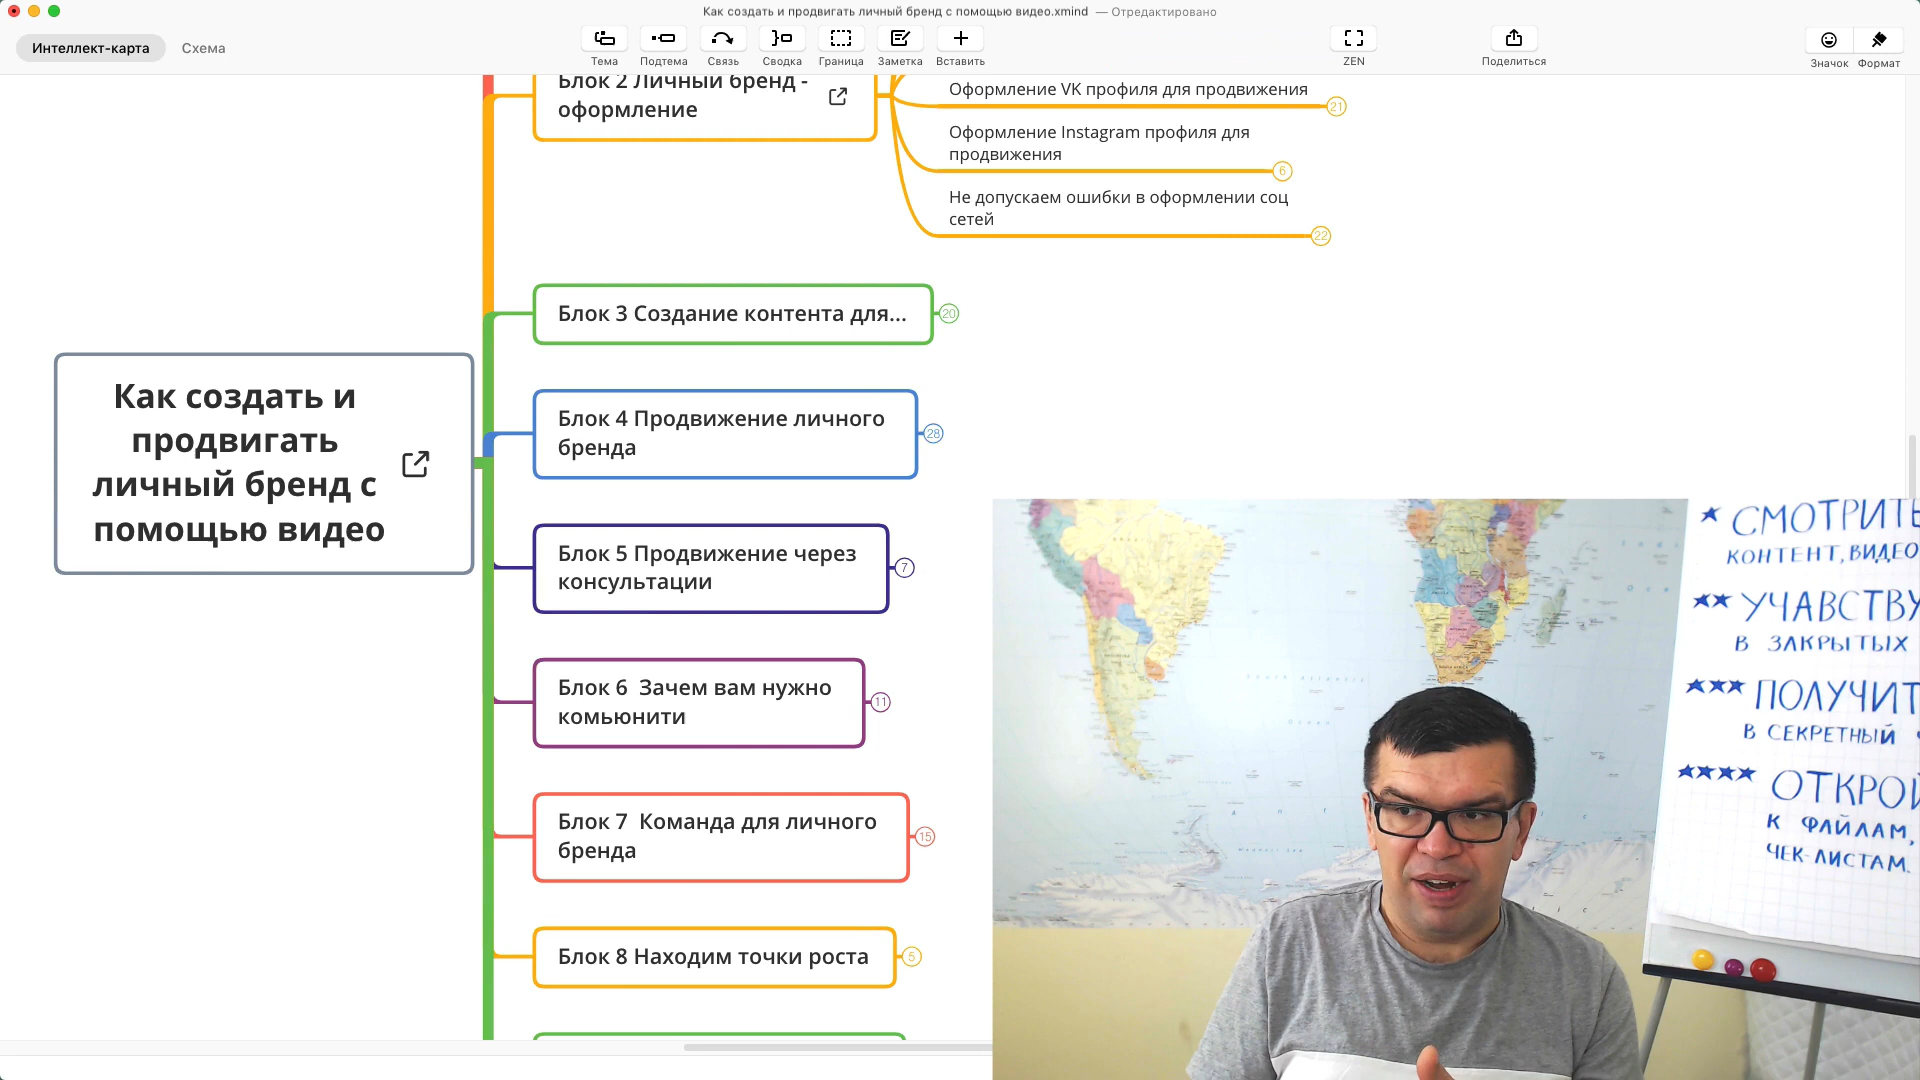 Как создать и продвигать личный бренд с помощью видео.xmind — Отредактировано
Интеллект-карта
Схема
Тема
Подтема
Связь
Сводка
Граница
Заметка
Вставить
ZEN
Поделиться
Значок
Формат
Блок 2 Личный бренд -
оформление
Оформление VK профиля для продвижения
21
Оформление Instagram профиля для
продвижения
6
Не допускаем ошибки в оформлении соц
сетей
22
Блок 3 Создание контента для...
20
Как создать и
продвигать
личный бренд с
помощью видео
Блок 4 Продвижение личного
бренда
28
Блок 5 Продвижение через
консультации
7
Блок 6 Зачем вам нужно
комьюнити
11
Блок 7 Команда для личного
бренда
15
Блок 8 Находим точки роста
5
СМОТРИТЕ
КОНТЕНТ, ВИДЕО
УЧАВСТВУ
В ЗАКРЫТЫХ
ПОЛУЧИТ
В СЕКРЕТНЫЙ
ОТКРОЙ
К ФАЙЛАМ,
ЧЕК-ЛИСТАМ.